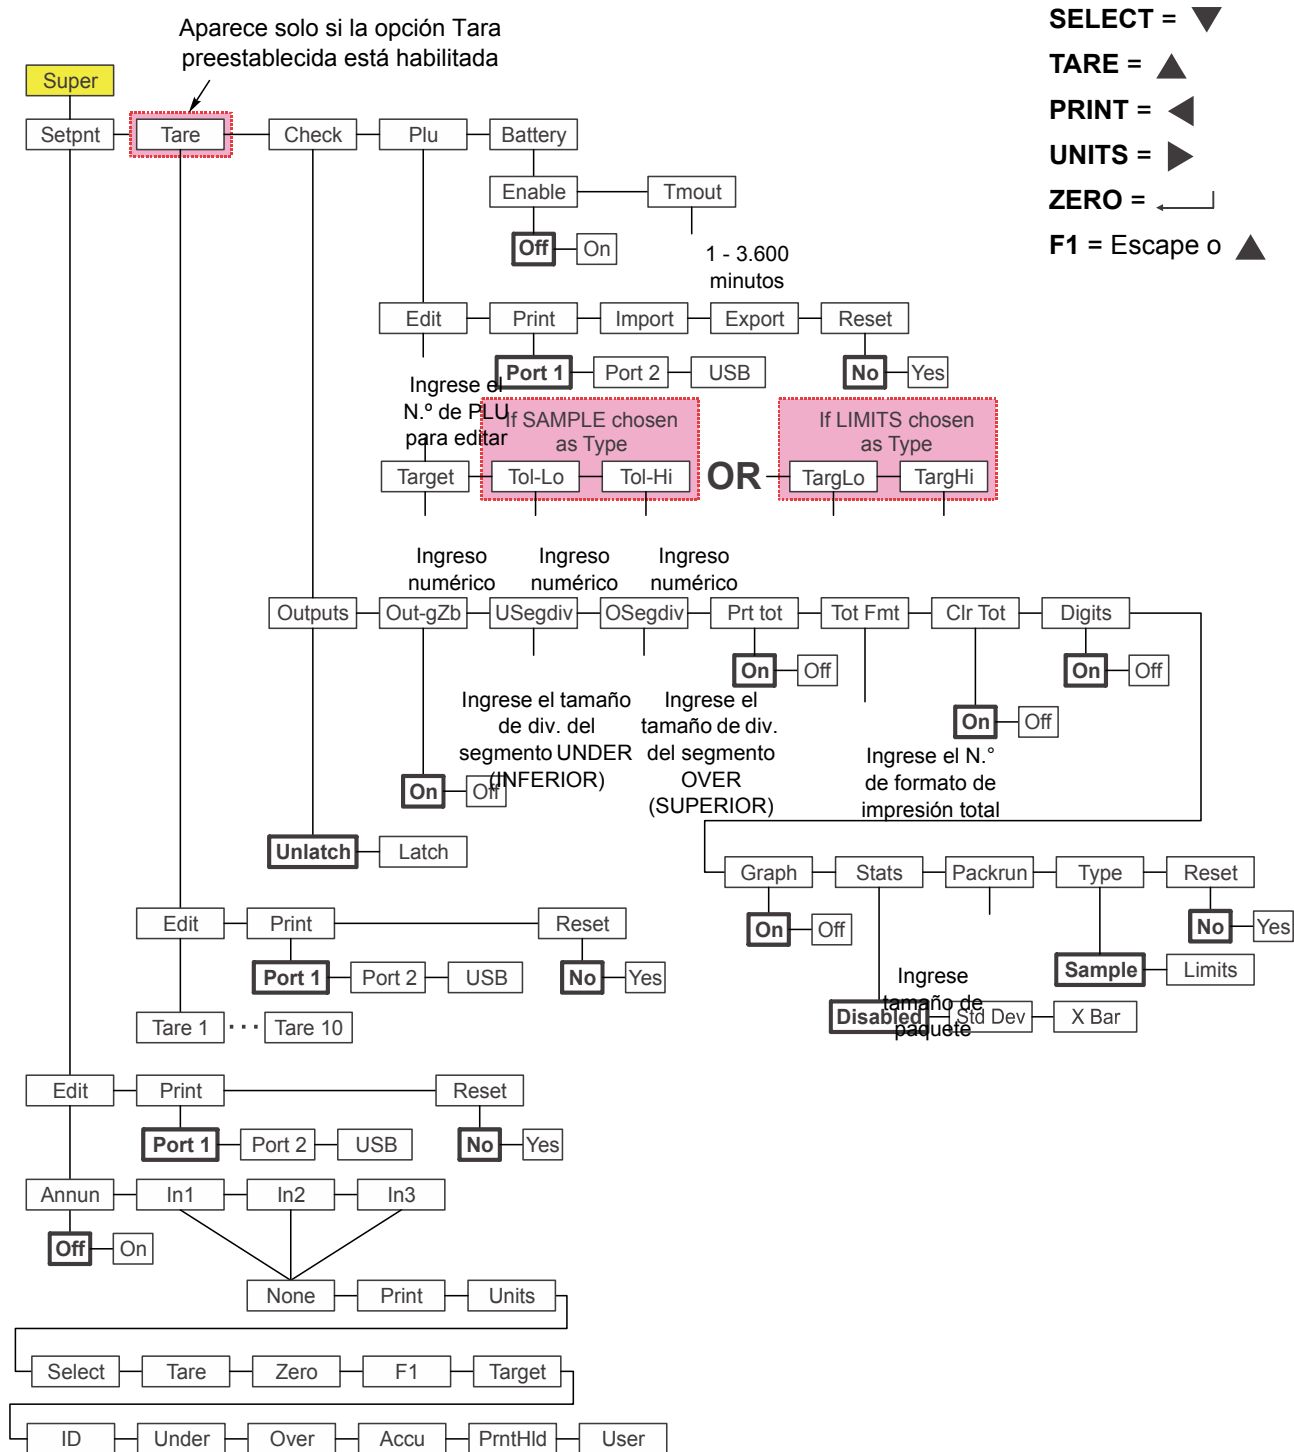 Aparece solo si la opción Tara
preestablecida está habilitada
SELECT =
TARE =
PRINT =
UNITS =
ZERO =
F1 = Escape o
Super
Setpnt Tare Check Plu Battery
Enable Tmout
Off On
1 - 3.600
minutos
Edit Print Import Export Reset
Port 1 Port 2 USB No Yes
Ingrese el
N.º de PLU
para editar
If SAMPLE chosen
as Type
If LIMITS chosen
as Type
Target Tol-Lo Tol-Hi OR TargLo TargHi
Ingreso
numérico
Ingreso
numérico
Ingreso
numérico
Outputs Out-gZb USegdiv OSegdiv Prt tot Tot Fmt Clr Tot Digits
On Off
On Off
Ingrese el tamaño
de div. del
segmento UNDER
(INFERIOR)
Ingrese el
tamaño de div.
del segmento
OVER
(SUPERIOR)
On Off
Ingrese el N.°
de formato de
impresión total
On Off
Unlatch Latch
Graph Stats Packrun Type Reset
On Off
No Yes
Sample Limits
Ingrese
tamaño de
paquete
Disabled Std Dev X Bar
Edit Print Reset
Port 1 Port 2 USB No Yes
Tare 1 ··· Tare 10
Edit Print Reset
Port 1 Port 2 USB No Yes
Annun In1 In2 In3
Off On
None Print Units
Select Tare Zero F1 Target
ID Under Over Accu PrntHld User